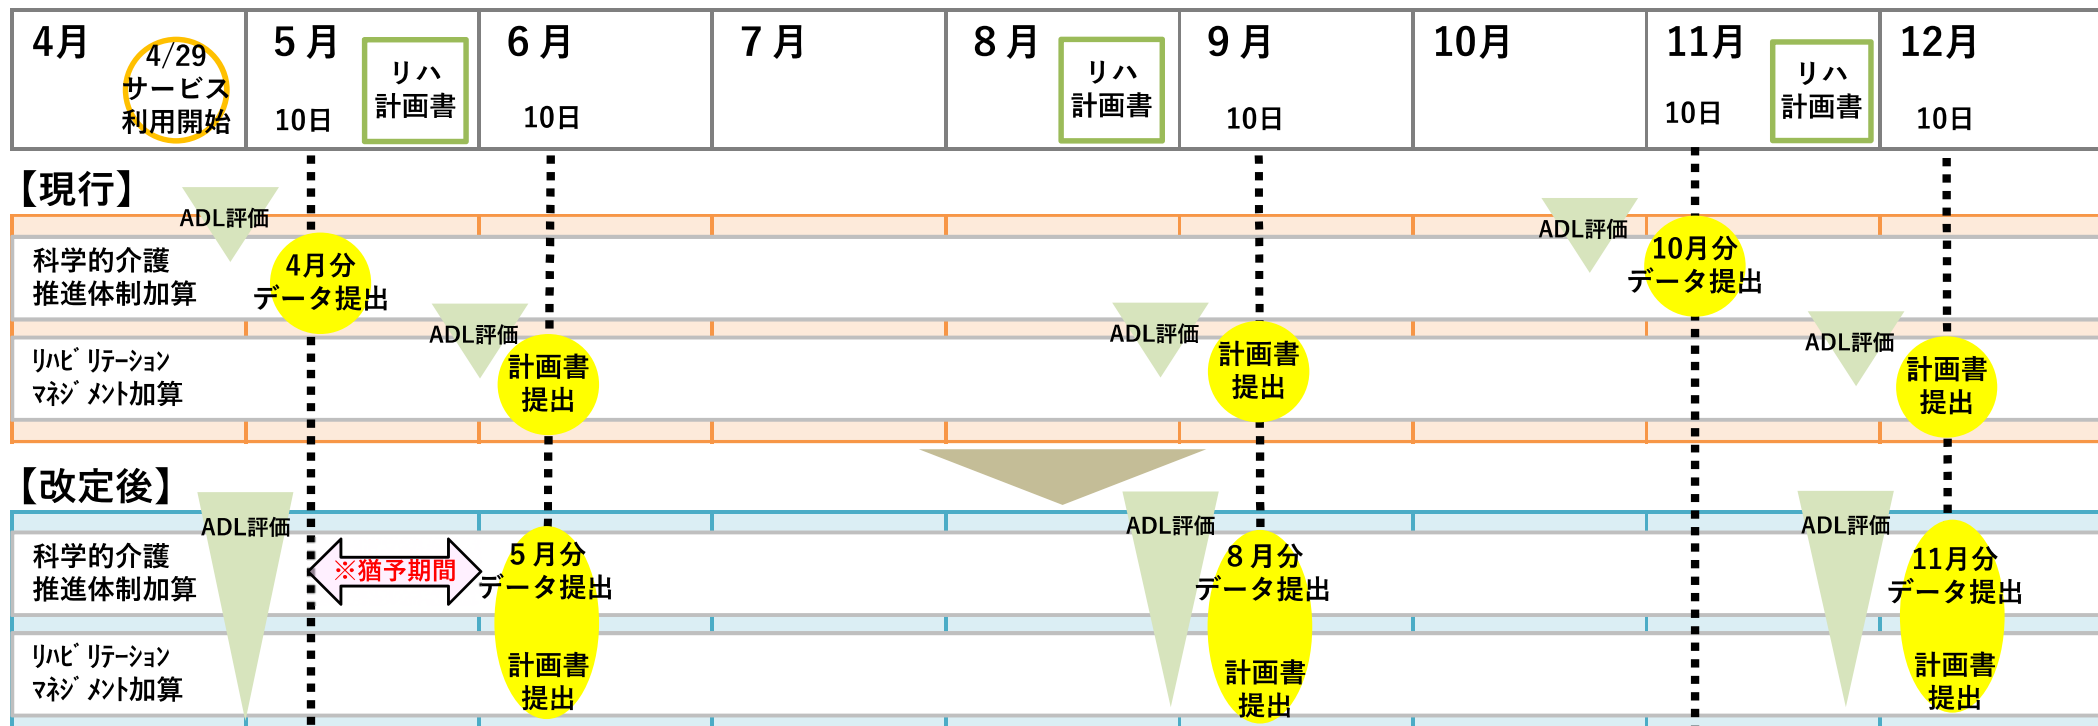 4月
4/29
サービス
利用開始
5月
10日
リハ
計画書
6月
10日
7月
8月
リハ
計画書
9月
10日
10月
11月
10日
リハ
計画書
12月
10日
【現行】
ADL評価
ADL評価
科学的介護
推進体制加算
4月分
データ提出
10月分
データ提出
ADL評価
ADL評価
ADL評価
ﾘﾊﾋﾞﾘﾃｰｼｮﾝ
ﾏﾈｼﾞﾒﾝﾄ加算
計画書
提出
計画書
提出
計画書
提出
【改定後】
ADL評価
ADL評価
ADL評価
科学的介護
推進体制加算
※猶予期間
5月分
データ提出
8月分
データ提出
11月分
データ提出
ﾘﾊﾋﾞﾘﾃｰｼｮﾝ
ﾏﾈｼﾞﾒﾝﾄ加算
計画書
提出
計画書
提出
計画書
提出